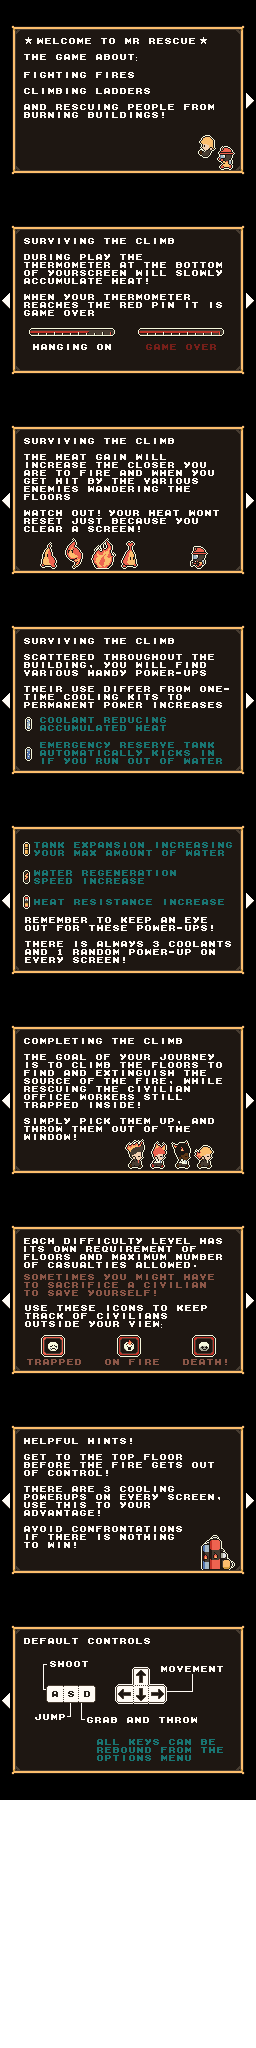 ★WELCOME TO MR RESCUE★
THE GAME ABOUT:
FIGHTING FIRES
CLIMBING LADDERS
AND RESCUING PEOPLE FROM
BURNING BUILDINGS!
SURVIVING THE CLIMB
DURING PLAY THE
THERMOMETER AT THE BOTTOM
OF YOURSCREEN WILL SLOWLY
ACCUMULATE HEAT!
WHEN YOUR THERMOMETER
REACHES THE RED PIN IT IS
GAME OVER
HANGING ON GAME OVER
SURVIVING THE CLIMB
THE HEAT GAIN WILL
INCREASE THE CLOSER YOU
ARE TO FIRE AND WHEN YOU
GET HIT BY THE VARIOUS
ENEMIES WANDERING THE
FLOORS
WATCH OUT! YOUR HEAT WONT
RESET JUST BECAUSE YOU
CLEAR A SCREEN!
SURVIVING THE CLIMB
SCATTERED THROUGHOUT THE
BUILDING, YOU WILL FIND
VARIOUS HANDY POWER-UPS
THEIR USE DIFFER FROM ONE-
TIME COOLING KITS TO
PERMANENT POWER INCREASES
COOLANT REDUCING
ACCUMULATED HEAT
EMERGENCY RESERVE TANK
AUTOMATICALLY KICKS IN
IF YOU RUN OUT OF WATER
TANK EXPANSION INCREASING
YOUR MAX AMOUNT OF WATER
WATER REGENERATION
SPEED INCREASE
HEAT RESISTANCE INCREASE
REMEMBER TO KEEP AN EYE
OUT FOR THESE POWER-UPS!
THERE IS ALWAYS 3 COOLANTS
AND 1 RANDOM POWER-UP ON
EVERY SCREEN!
COMPLETING THE CLIMB
THE GOAL OF YOUR JOURNEY
IS TO CLIMB THE FLOORS TO
FIND AND EXTINGUISH THE
SOURCE OF THE FIRE, WHILE
RESCUING THE CIVILIAN
OFFICE WORKERS STILL
TRAPPED INSIDE!
SIMPLY PICK THEM UP, AND
THROW THEM OUT OF THE
WINDOW!
EACH DIFFICULTY LEVEL HAS
ITS OWN REQUIREMENT OF
FLOORS AND MAXIMUM NUMBER
OF CASUALTIES ALLOWED.
SOMETIMES YOU MIGHT HAVE
TO SACRIFICE A CIVILIAN
TO SAVE YOURSELF!
USE THESE ICONS TO KEEP
TRACK OF CIVILIANS
OUTSIDE YOUR VIEW:
TRAPPED ON FIRE DEATH!
HELPFUL HINTS!
GET TO THE TOP FLOOR
BEFORE THE FIRE GETS OUT
OF CONTROL!
THERE ARE 3 COOLING
POWERUPS ON EVERY SCREEN,
USE THIS TO YOUR
ADVANTAGE!
AVOID CONFRONTATIONS
IF THERE IS NOTHING
TO WIN!
DEFAULT CONTROLS
SHOOT
MOVEMENT
A S D
JUMP
GRAB AND THROW
ALL KEYS CAN BE
REBOUND FROM THE
OPTIONS MENU